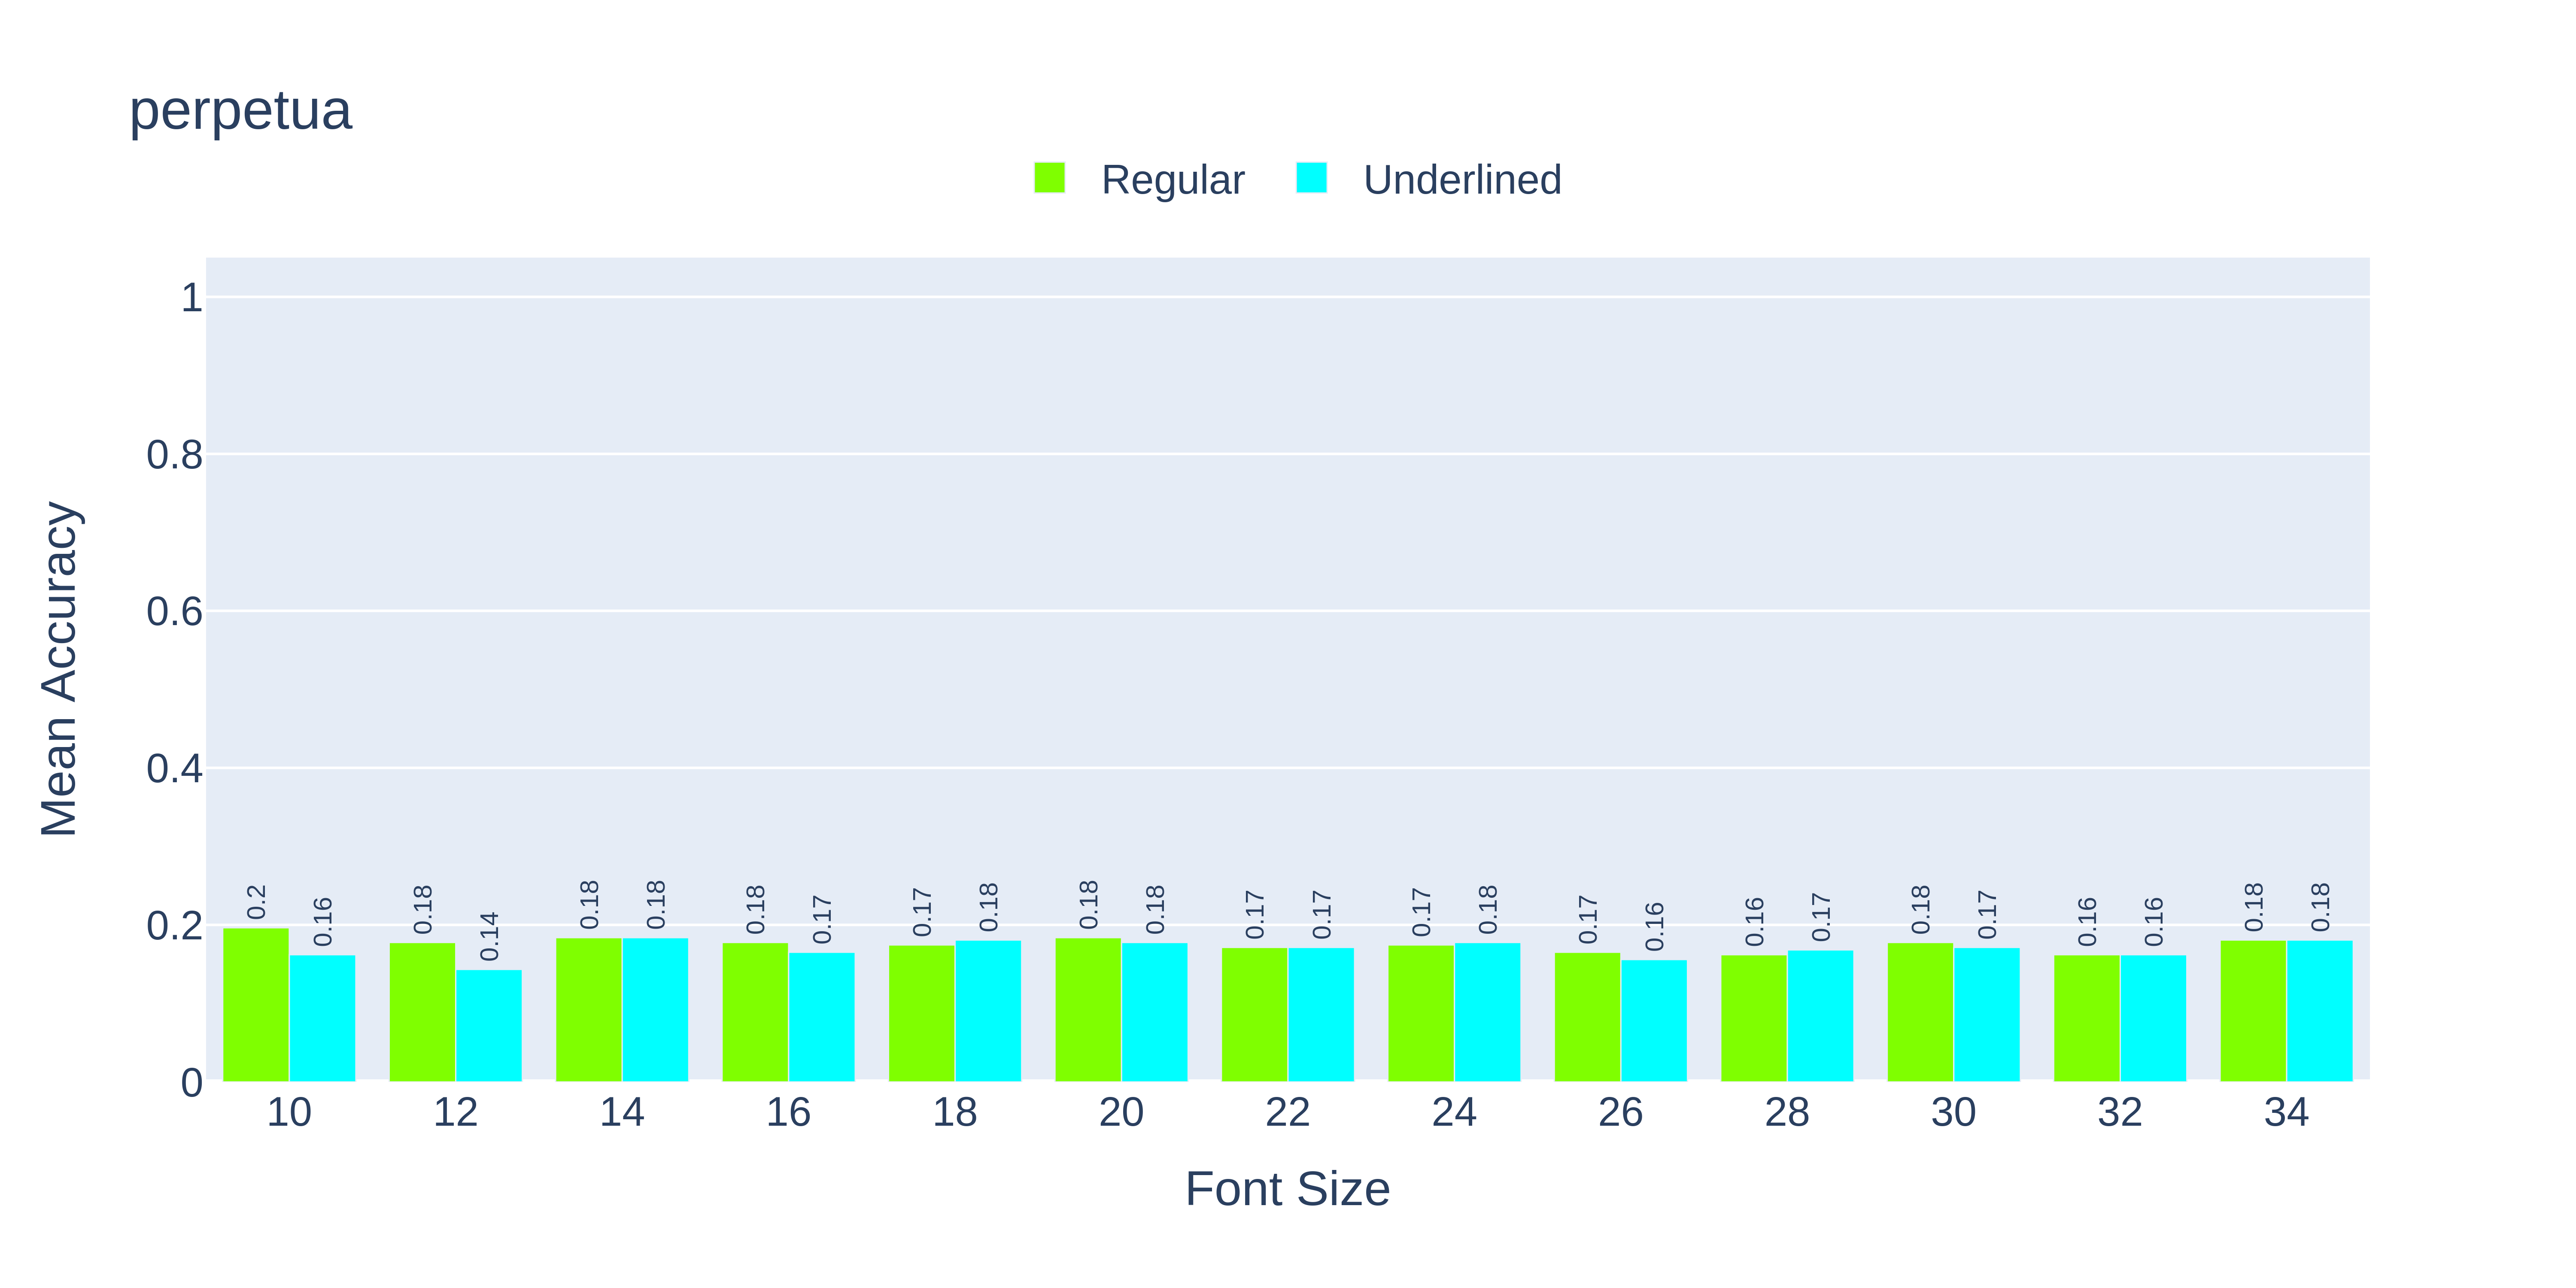 perpetua
Regular Underlined
1
0.8
0.6
0.4
0.2
0
Mean Accuracy
0.2 0.16 0.18 0.14 0.18 0.18 0.18 0.17 0.17 0.18 0.18 0.18 0.17 0.17 0.17 0.18 0.17 0.16 0.16 0.17 0.18 0.17 0.16 0.16 0.18 0.18
10 12 14 16 18 20 22 24 26 28 30 32 34
Font Size